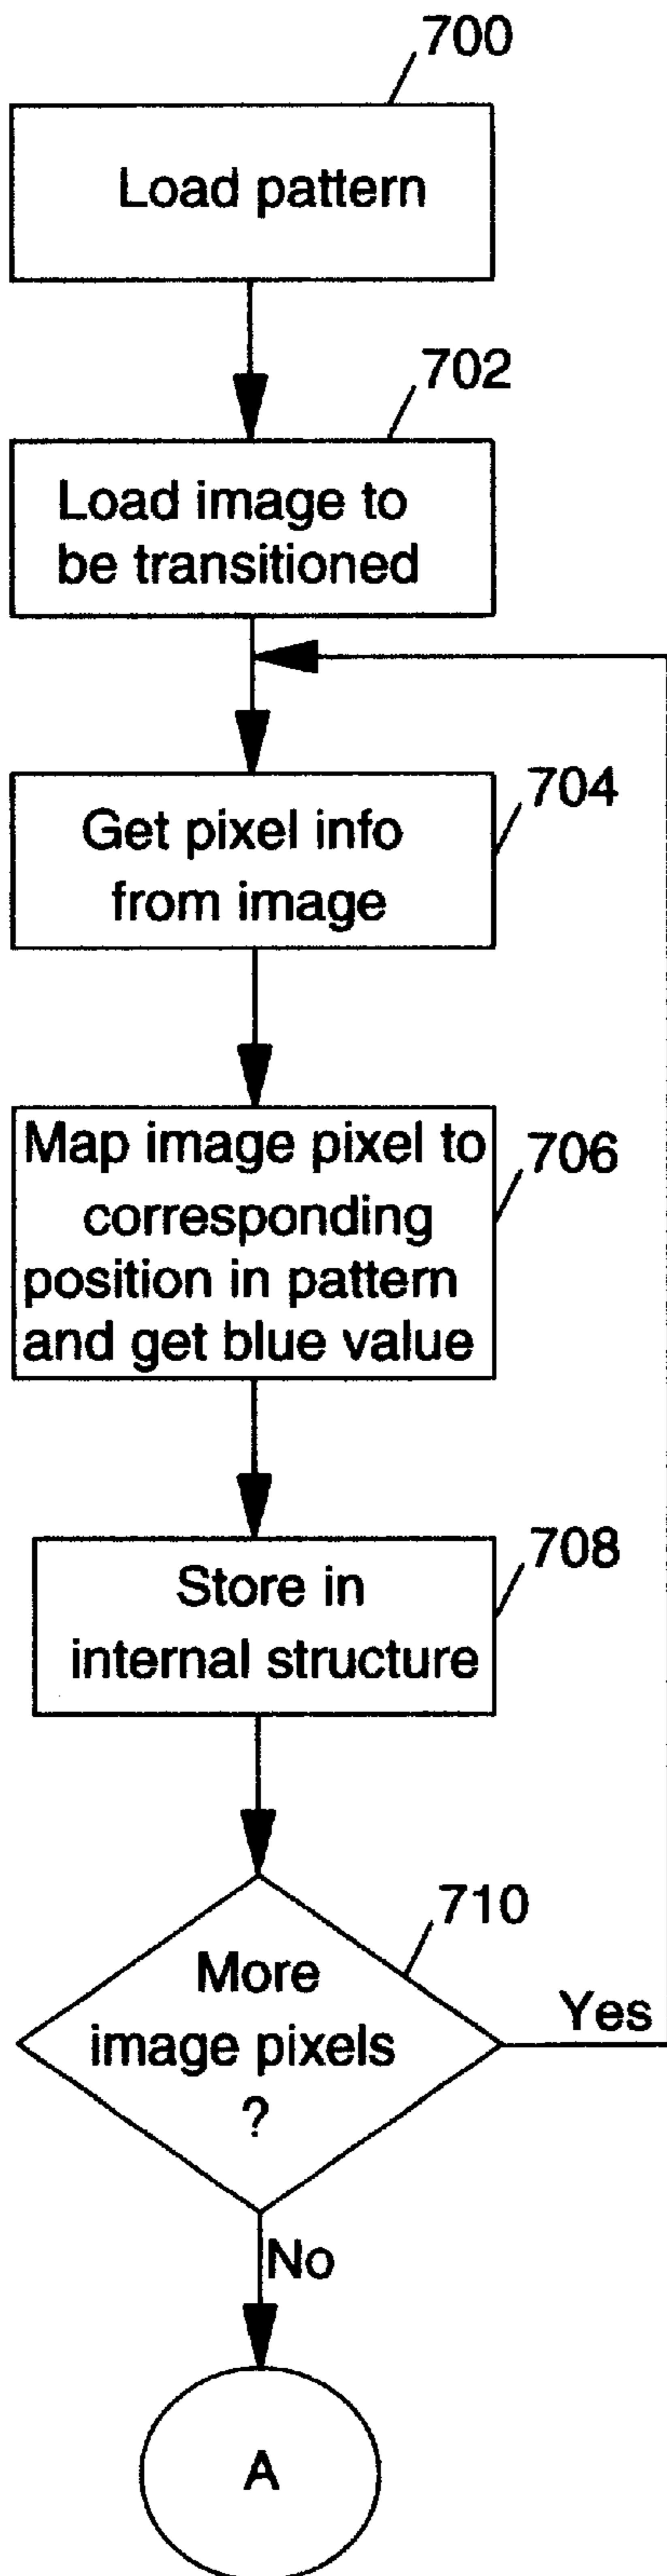 700
Load pattern
702
Load image to
be transitioned
704
Get pixel info
from image
706
Map image pixel to
corresponding
position in pattern
and get blue value
708
Store in
internal structure
710
More
image pixels
?
Yes
No
A